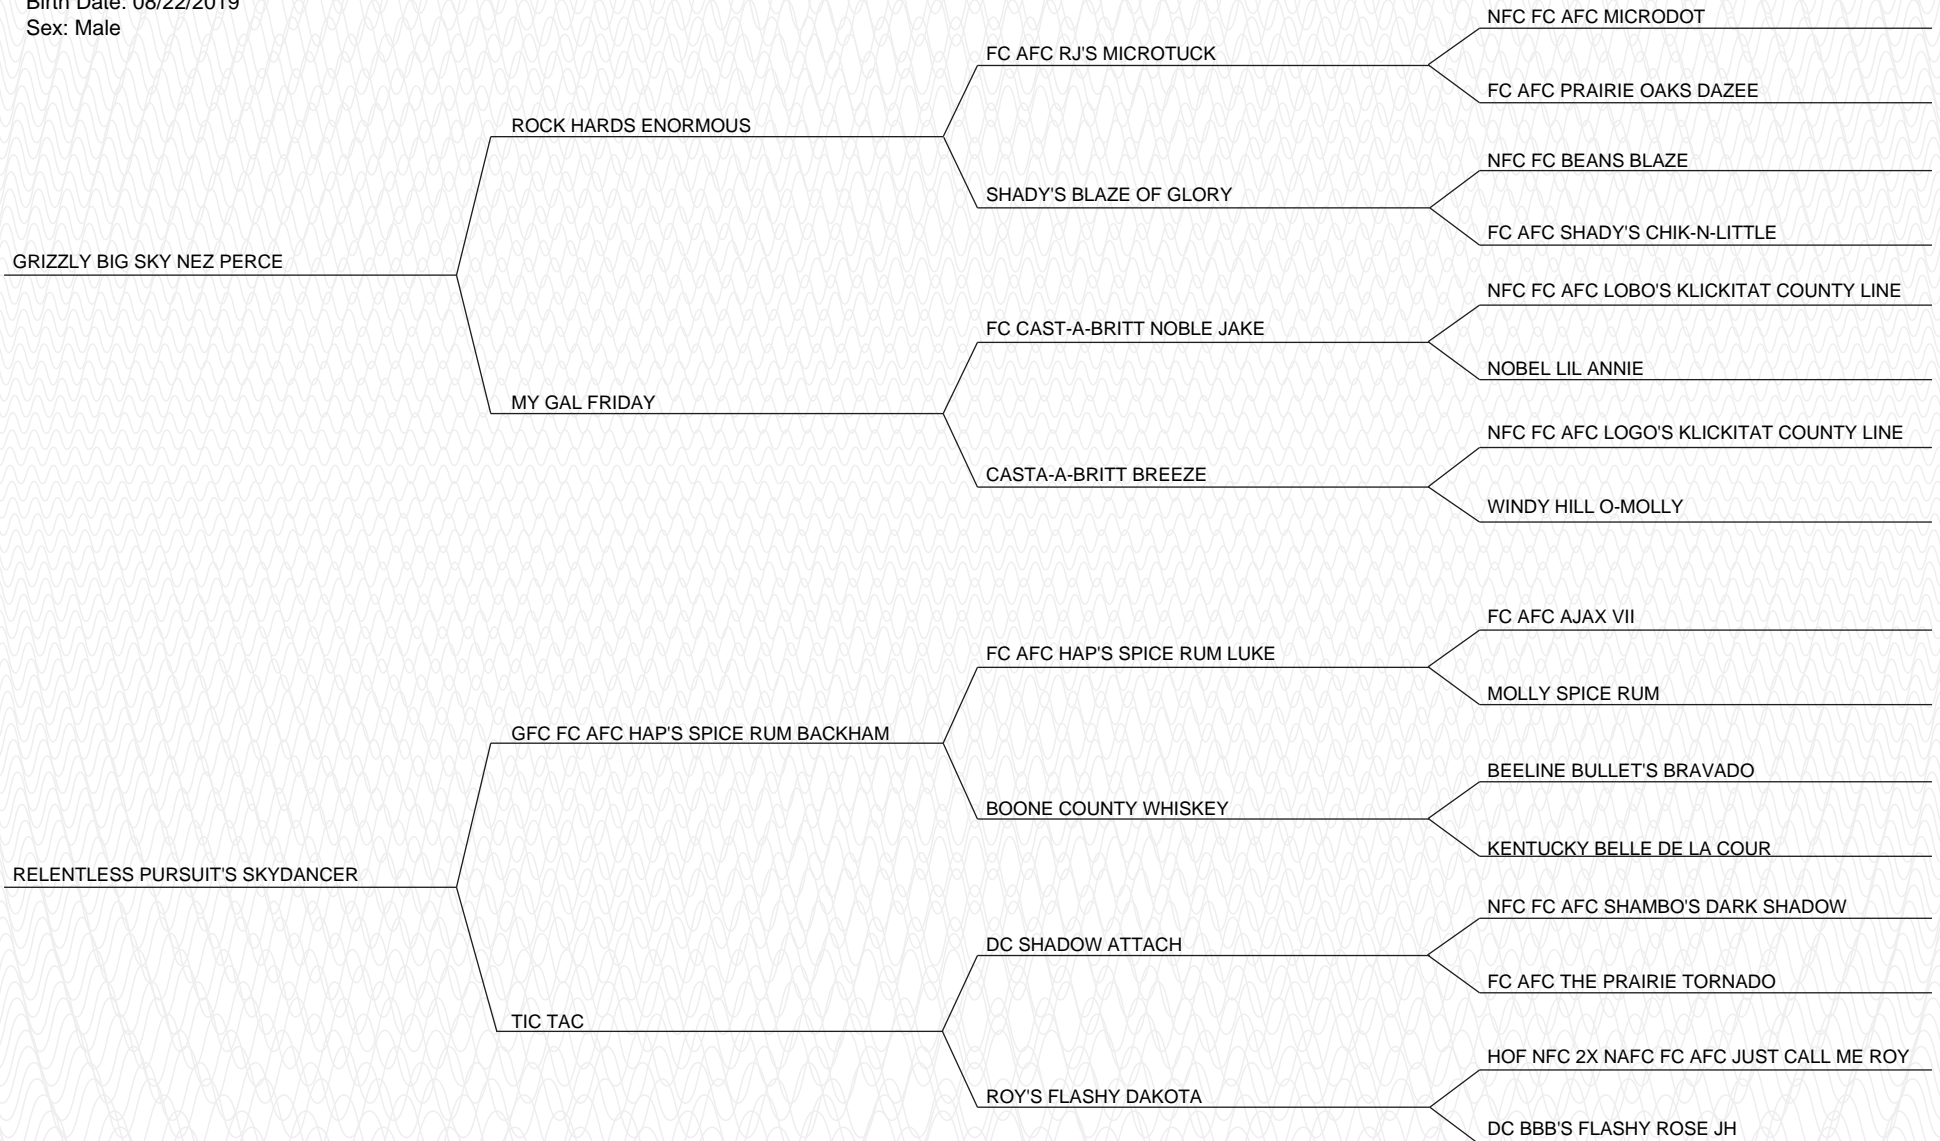 Birth Date: 08/22/2019
Sex: Male
NFC FC AFC MICRODOT
FC AFC RJ'S MICROTUCK
FC AFC PRAIRIE OAKS DAZEE
ROCK HARDS ENORMOUS
NFC FC BEANS BLAZE
SHADY'S BLAZE OF GLORY
FC AFC SHADY'S CHIK-N-LITTLE
GRIZZLY BIG SKY NEZ PERCE
NFC FC AFC LOBO'S KLICKITAT COUNTY LINE
FC CAST-A-BRITT NOBLE JAKE
NOBEL LIL ANNIE
MY GAL FRIDAY
NFC FC AFC LOGO'S KLICKITAT COUNTY LINE
CASTA-A-BRITT BREEZE
WINDY HILL O-MOLLY
FC AFC AJAX VII
FC AFC HAP'S SPICE RUM LUKE
MOLLY SPICE RUM
GFC FC AFC HAP'S SPICE RUM BACKHAM
BEELINE BULLET'S BRAVADO
BOONE COUNTY WHISKEY
KENTUCKY BELLE DE LA COUR
RELENTLESS PURSUIT'S SKYDANCER
NFC FC AFC SHAMBO'S DARK SHADOW
DC SHADOW ATTACH
FC AFC THE PRAIRIE TORNADO
TIC TAC
HOF NFC 2X NAFC FC AFC JUST CALL ME ROY
ROY'S FLASHY DAKOTA
DC BBB'S FLASHY ROSE JH